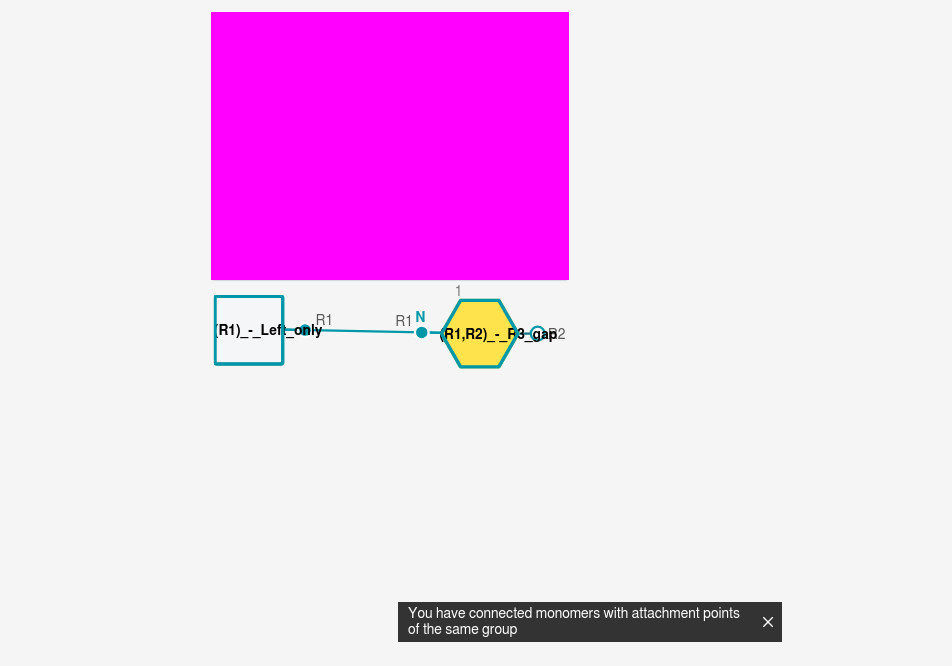 1
R1
R1 N
(R1)_-_Left_only
(R1,R2)_-_R3_gap
R2
You have connected monomers with attachment points
of the same group